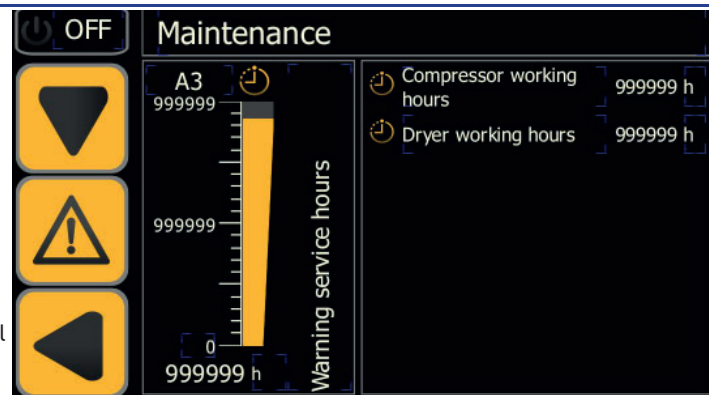 OFF
Maintenance
A3
999999
999999
0
999999 h
Warning service hours
Compressor working
hours
999999 h
Dryer working hours
999999 h
l